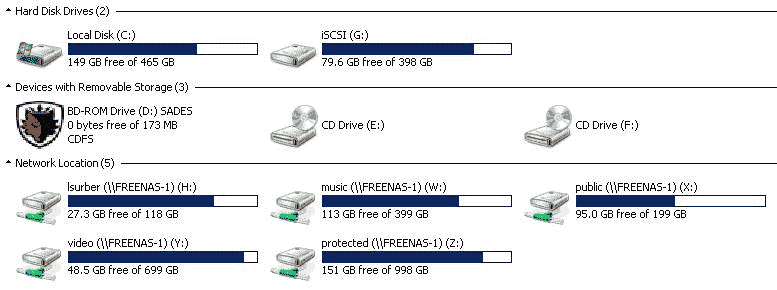 Hard Disk Drives (2)
Local Disk (C:)
149 GB free of 465 GB
iSCSI (G:)
79.6 GB free of 398 GB
Devices with Removable Storage (3)
BD-ROM Drive (D:) SADES
0 bytes free of 173 MB
CDFS
CD Drive (E:)
CD Drive (F:)
Network Location (5)
lsurber (\\FREENAS-1) (H:)
27.3 GB free of 118 GB
music (\\FREENAS-1) (W:)
113 GB free of 399 GB
public (\\FREENAS-1) (X:)
95.0 GB free of 199 GB
video (\\FREENAS-1) (Y:)
48.5 GB free of 699 GB
protected (\\FREENAS-1) (Z:)
151 GB free of 998 GB